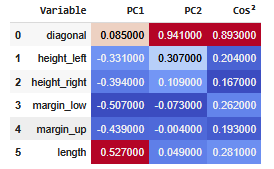 Variable PC1 PC2 Cos²
0 diagonal 0.085000 0.941000 0.893000
1 height_left -0.331000 0.307000 0.204000
2 height_right -0.394000 0.109000 0.167000
3 margin_low -0.507000 -0.073000 0.262000
4 margin_up -0.439000 -0.004000 0.193000
5 length 0.527000 0.049000 0.281000